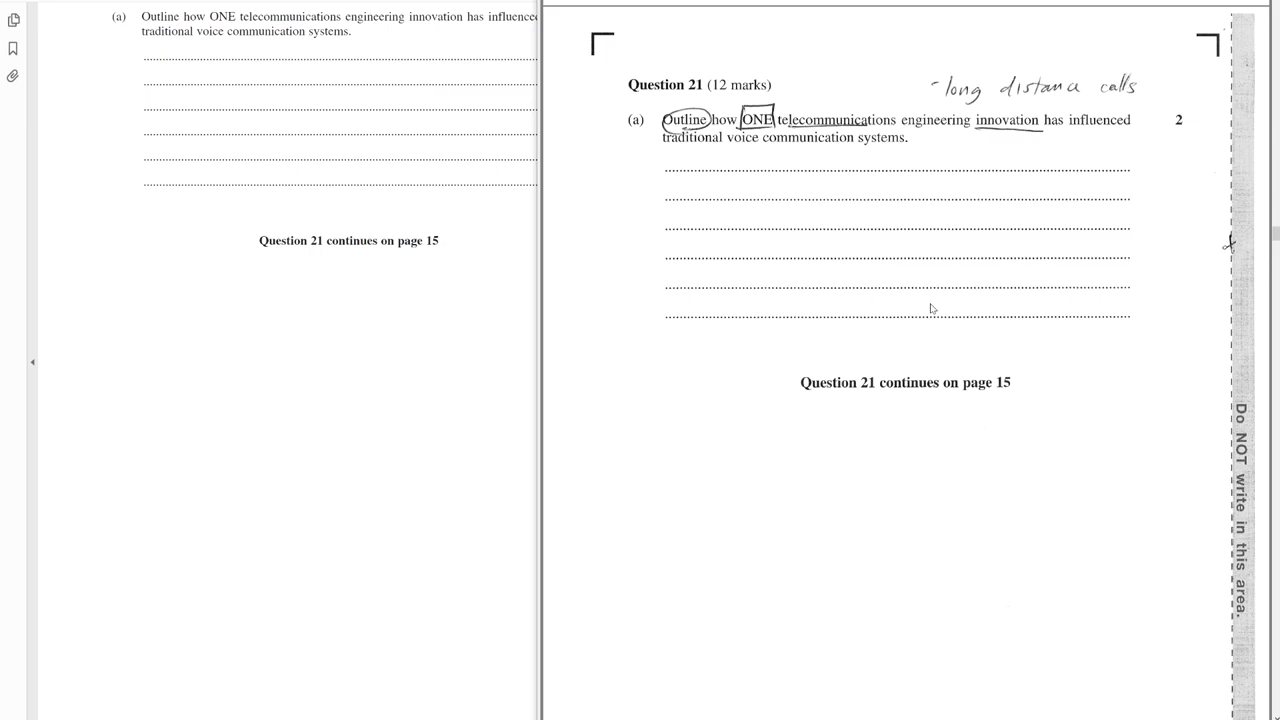 (a) Outline how ONE telecommunications engineering innovation has influence
traditional voice communication systems.
Question 21 continues on page 15
Question 21 (12 marks)
- long distance calls
(a) Outline how ONE telecommunications engineering innovation has influenced 2
traditional voice communication systems.
Question 21 continues on page 15
Do NOT write in this area.